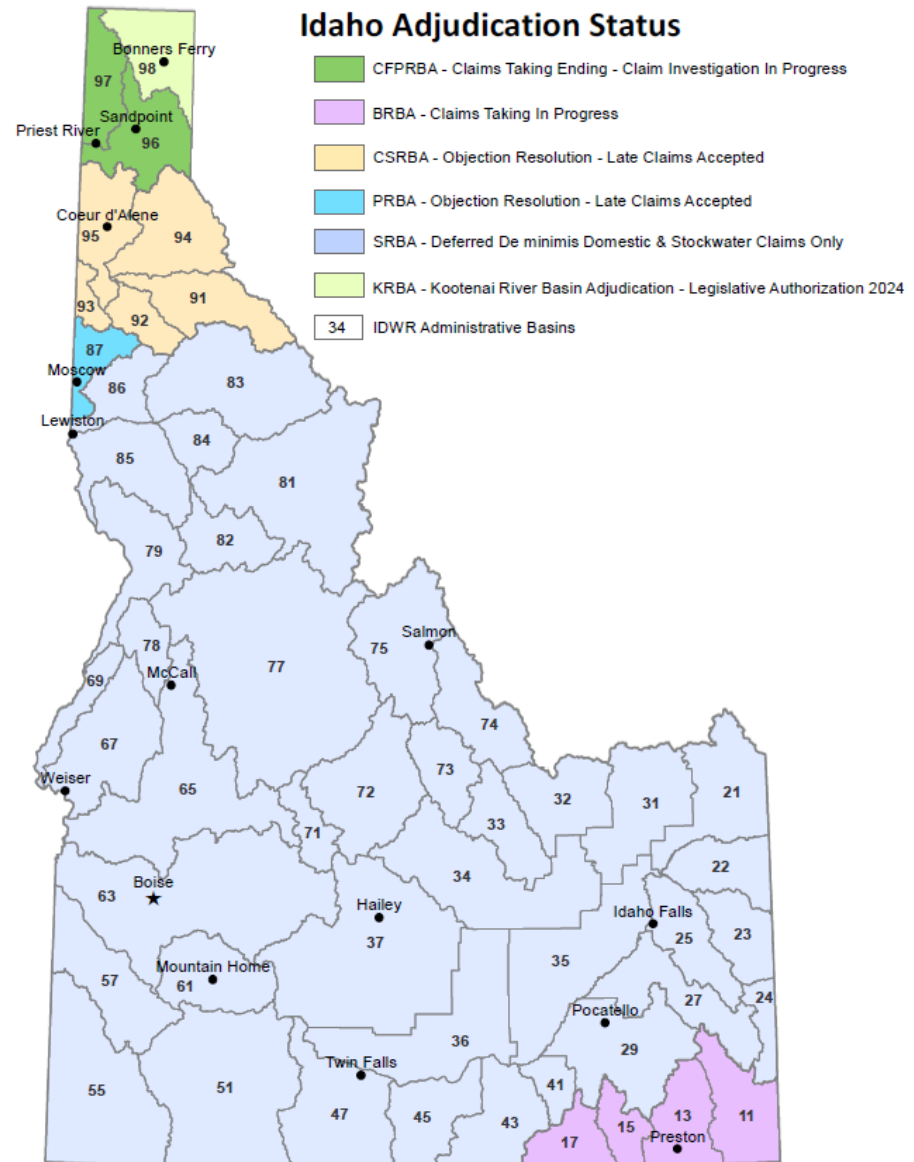 Idaho Adjudication Status
CFPRBA - Claims Taking Ending - Claim Investigation In Progress
BRBA - Claims Taking In Progress
CSRBA - Objection Resolution - Late Claims Accepted
PRBA - Objection Resolution - Late Claims Accepted
SRBA - Deferred De minimis Domestic & Stockwater Claims Only
KRBA - Kootenai River Basin Adjudication - Legislative Authorization 2024
34 IDWR Administrative Basins
Bonners Ferry
98
97
Sandpoint
Priest River
96
Coeur d'Alene
95
94
91
93
92
87
Moscow
86
83
Lewiston
84
85
81
82
79
78
Salmon
75
77
McCall
69
74
67
Weiser
65
72
73
32
31
21
33
71
22
34
63
Boise
Hailey
Idaho Falls
37
25
23
35
57
Mountain Home
61
27
24
Pocatello
36
29
Twin Falls
55
51
41
47
45
43
17
15
13
11
Preston